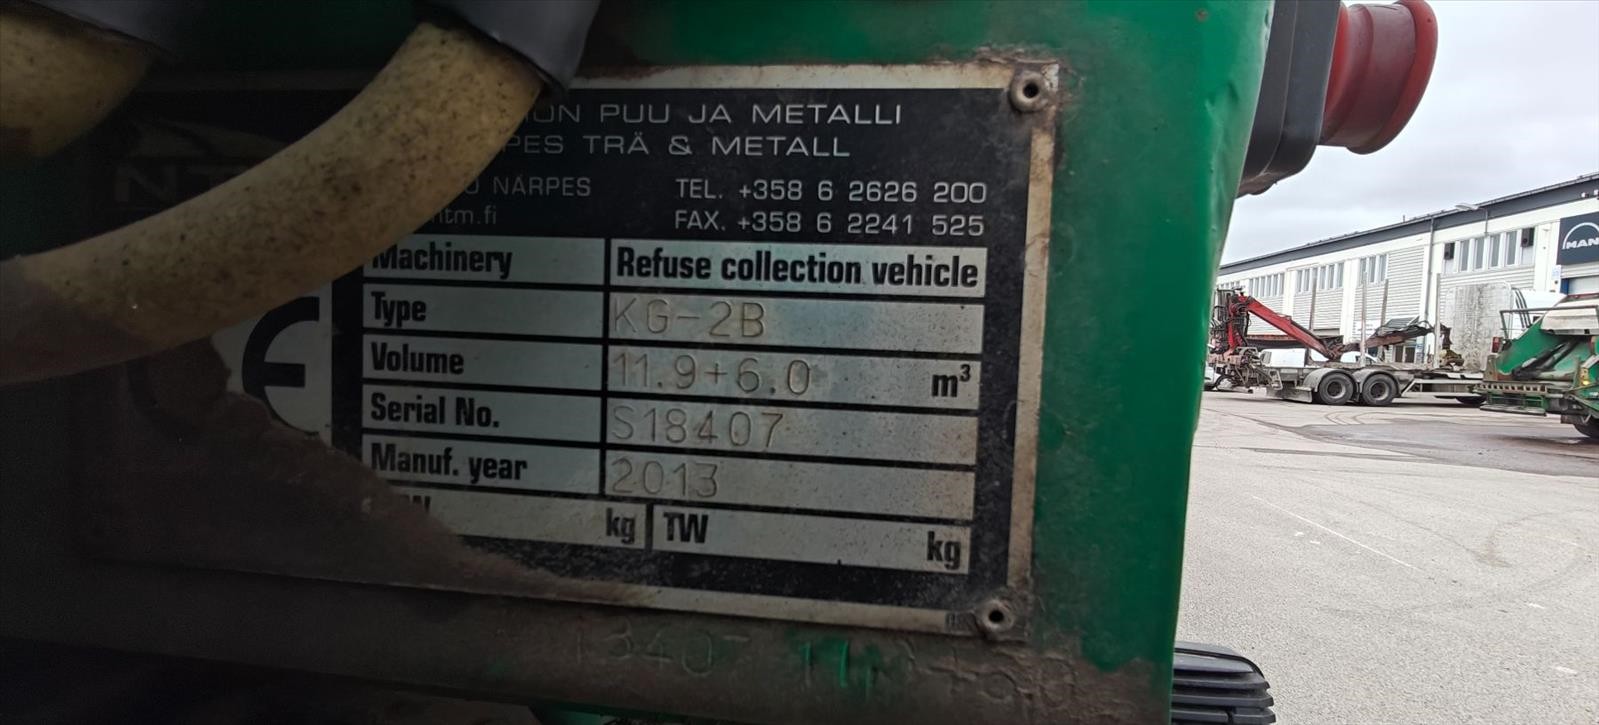 NT
PUU JA METALLI
TRÄ & METALL
NÄRPES TEL. +358 6 2626 200
ntm.fi FAX. +358 6 2241 525
CE
Machinery Refuse collection vehicle
Type KG-2B
Volume 11.9+6.0 m³
Serial No. S18407
Manuf. year 2013
kg TW kg
MAN